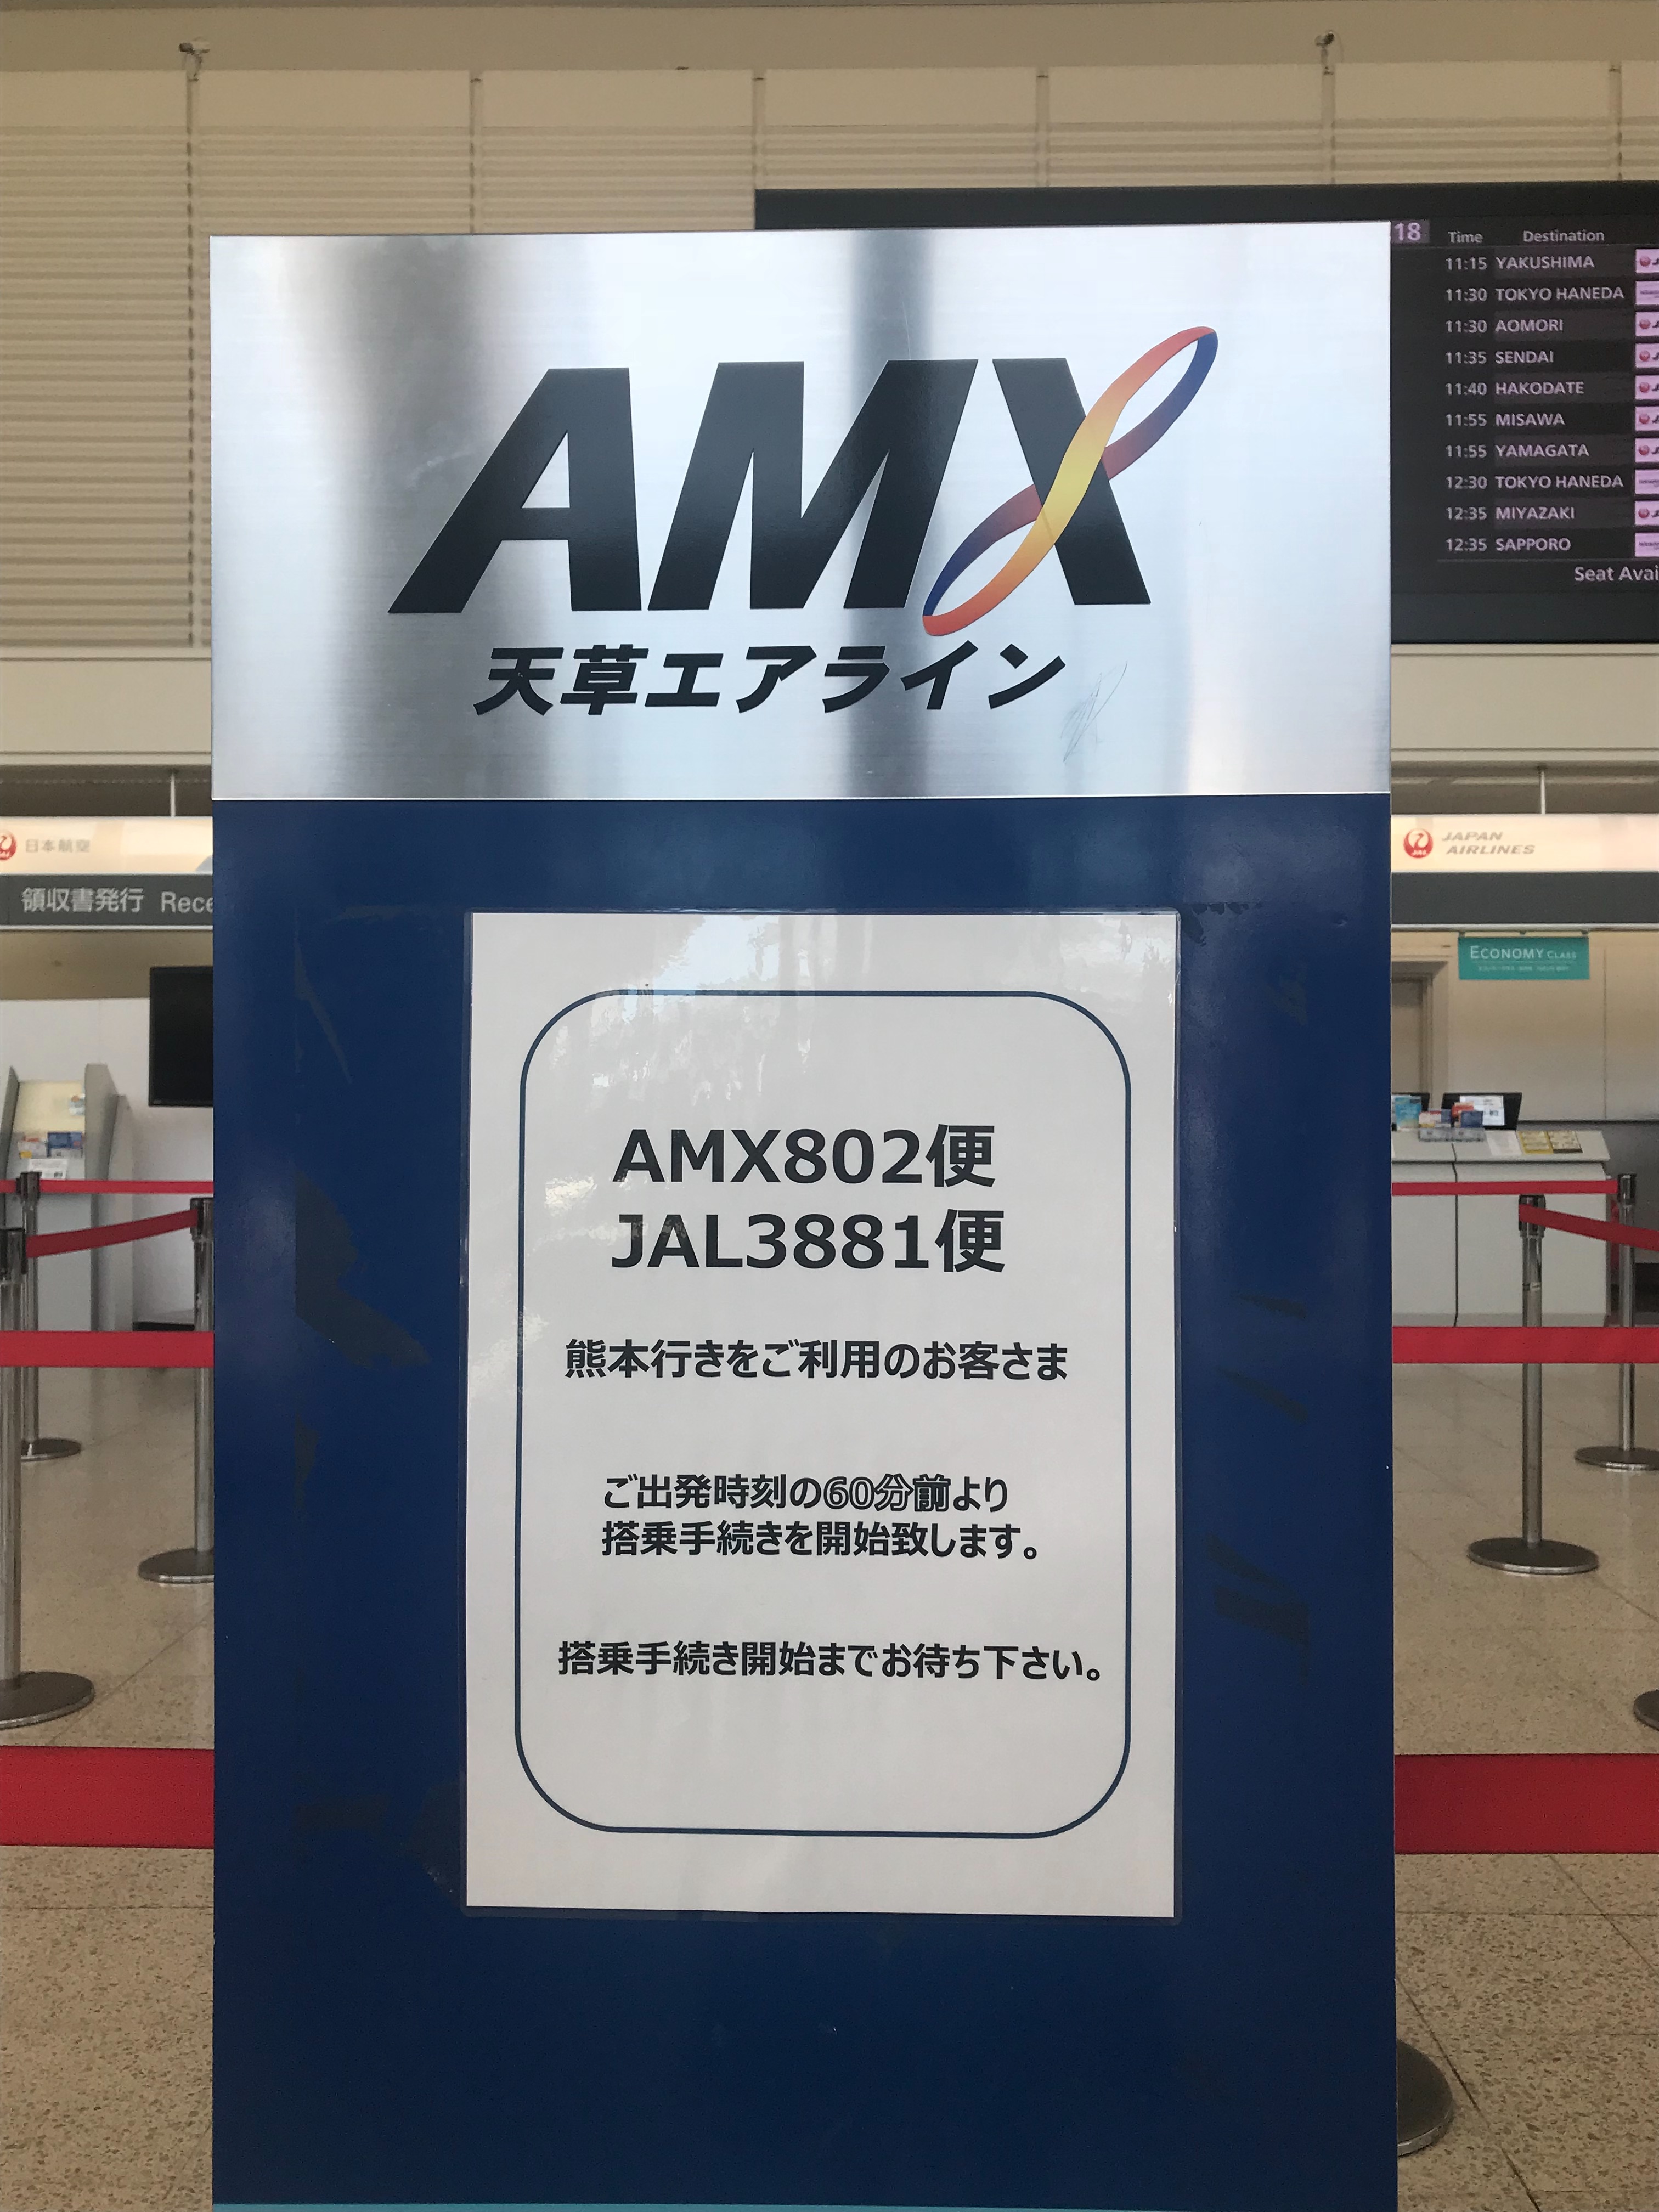 18
Time Destination
11:15 YAKUSHIMA
11:30 TOKYO HANEDA
11:30 AOMORI
11:35 SENDAI
11:40 HAKODATE
11:55 MISAWA
11:55 YAMAGATA
12:30 TOKYO HANEDA
12:35 MIYAZAKI
12:35 SAPPORO
Seat Avai
AMX
天草エアライン
日本航空
領収書発行 Rece
JAPAN
AIRLINES
ECONOMY CLASS
AMX802便
JAL3881便
熊本行きをご利用のお客さま
ご出発時刻の60分前より
搭乗手続きを開始致します。
搭乗手続き開始までお待ち下さい。